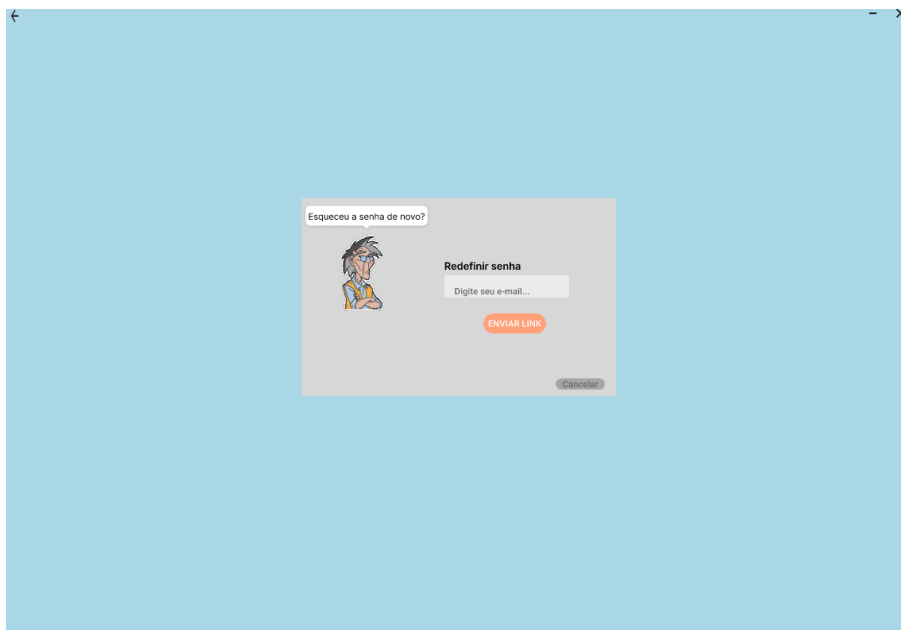 Esqueceu a senha de novo?
Redefinir senha
Digite seu e-mail...
ENVIAR LINK
Cancelar